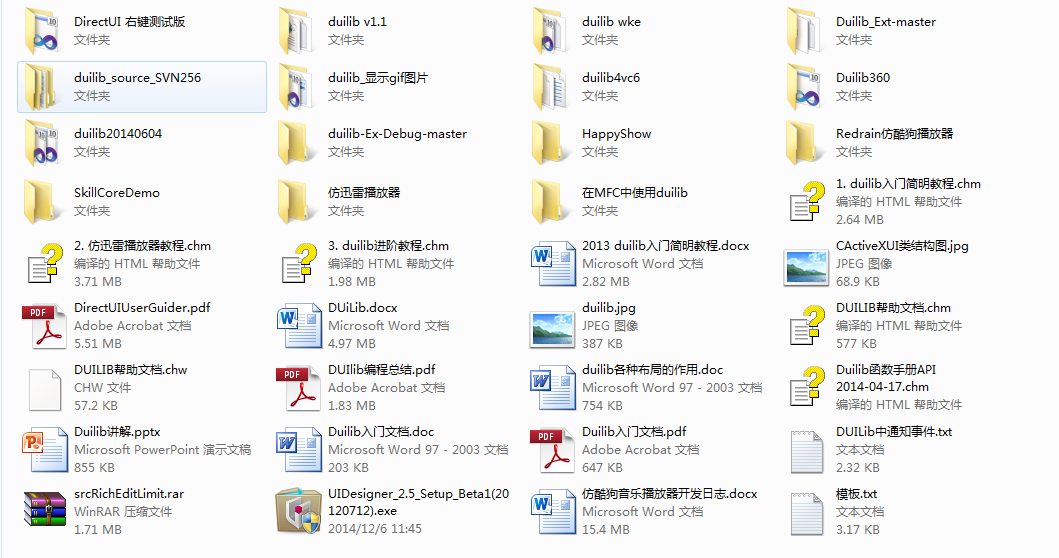 DirectUI 右键测试版
文件夹
duilib v1.1
文件夹
duilib wke
文件夹
Duilib_Ext-master
文件夹
duilib_source_SVN256
文件夹
duilib_显示gif图片
文件夹
duilib4vc6
文件夹
Duilib360
文件夹
duilib20140604
文件夹
duilib-Ex-Debug-master
文件夹
HappyShow
文件夹
Redrain仿酷狗播放器
文件夹
SkillCoreDemo
文件夹
仿迅雷播放器
文件夹
在MFC中使用duilib
文件夹
1. duilib入门简明教程.chm
编译的 HTML 帮助文件
2.64 MB
2. 仿迅雷播放器教程.chm
编译的 HTML 帮助文件
3.71 MB
3. duilib进阶教程.chm
编译的 HTML 帮助文件
1.98 MB
2013 duilib入门简明教程.docx
Microsoft Word 文档
2.82 MB
CActiveXUI类结构图.jpg
JPEG 图像
68.9 KB
DirectUIUserGuider.pdf
Adobe Acrobat 文档
5.51 MB
DUiLib.docx
Microsoft Word 文档
4.97 MB
duilib.jpg
JPEG 图像
387 KB
DUILIB帮助文档.chm
编译的 HTML 帮助文件
577 KB
DUILIB帮助文档.chw
CHW 文件
57.2 KB
DUIlib编程总结.pdf
Adobe Acrobat 文档
1.83 MB
duilib各种布局的作用.doc
Microsoft Word 97 - 2003 文档
754 KB
Duilib函数手册API
2014-04-17.chm
编译的 HTML 帮助文件
Duilib讲解.pptx
Microsoft PowerPoint 演示文稿
855 KB
Duilib入门文档.doc
Microsoft Word 97 - 2003 文档
203 KB
Duilib入门文档.pdf
Adobe Acrobat 文档
647 KB
DUILib中通知事件.txt
文本文档
2.32 KB
srcRichEditLimit.rar
WinRAR 压缩文件
1.71 MB
UIDesigner_2.5_Setup_Beta1(20
120712).exe
2014/12/6 11:45
仿酷狗音乐播放器开发日志.docx
Microsoft Word 文档
15.4 MB
模板.txt
文本文档
3.17 KB